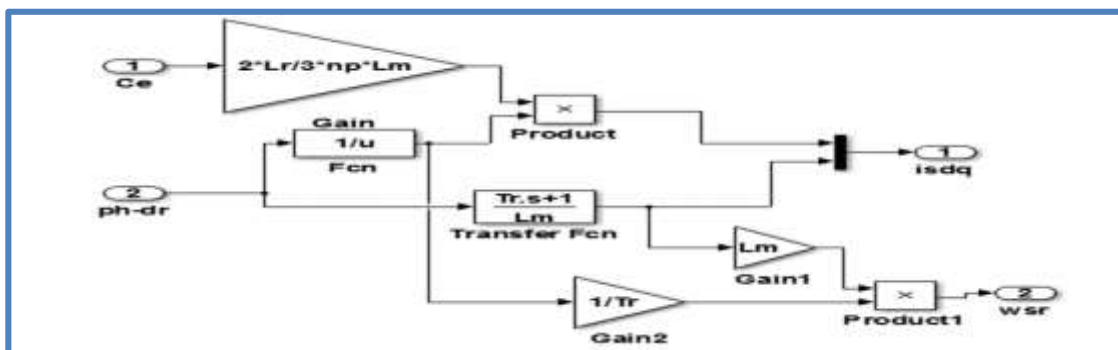 1
Ce
2*Lr/3*np*Lm
Gain
×
Product
1/u
Fcn
2
ph-dr
Tr.s+1
Lm
Transfer Fcn
1
isdq
Lm
Gain1
1/Tr
Gain2
×
Product1
2
wsr